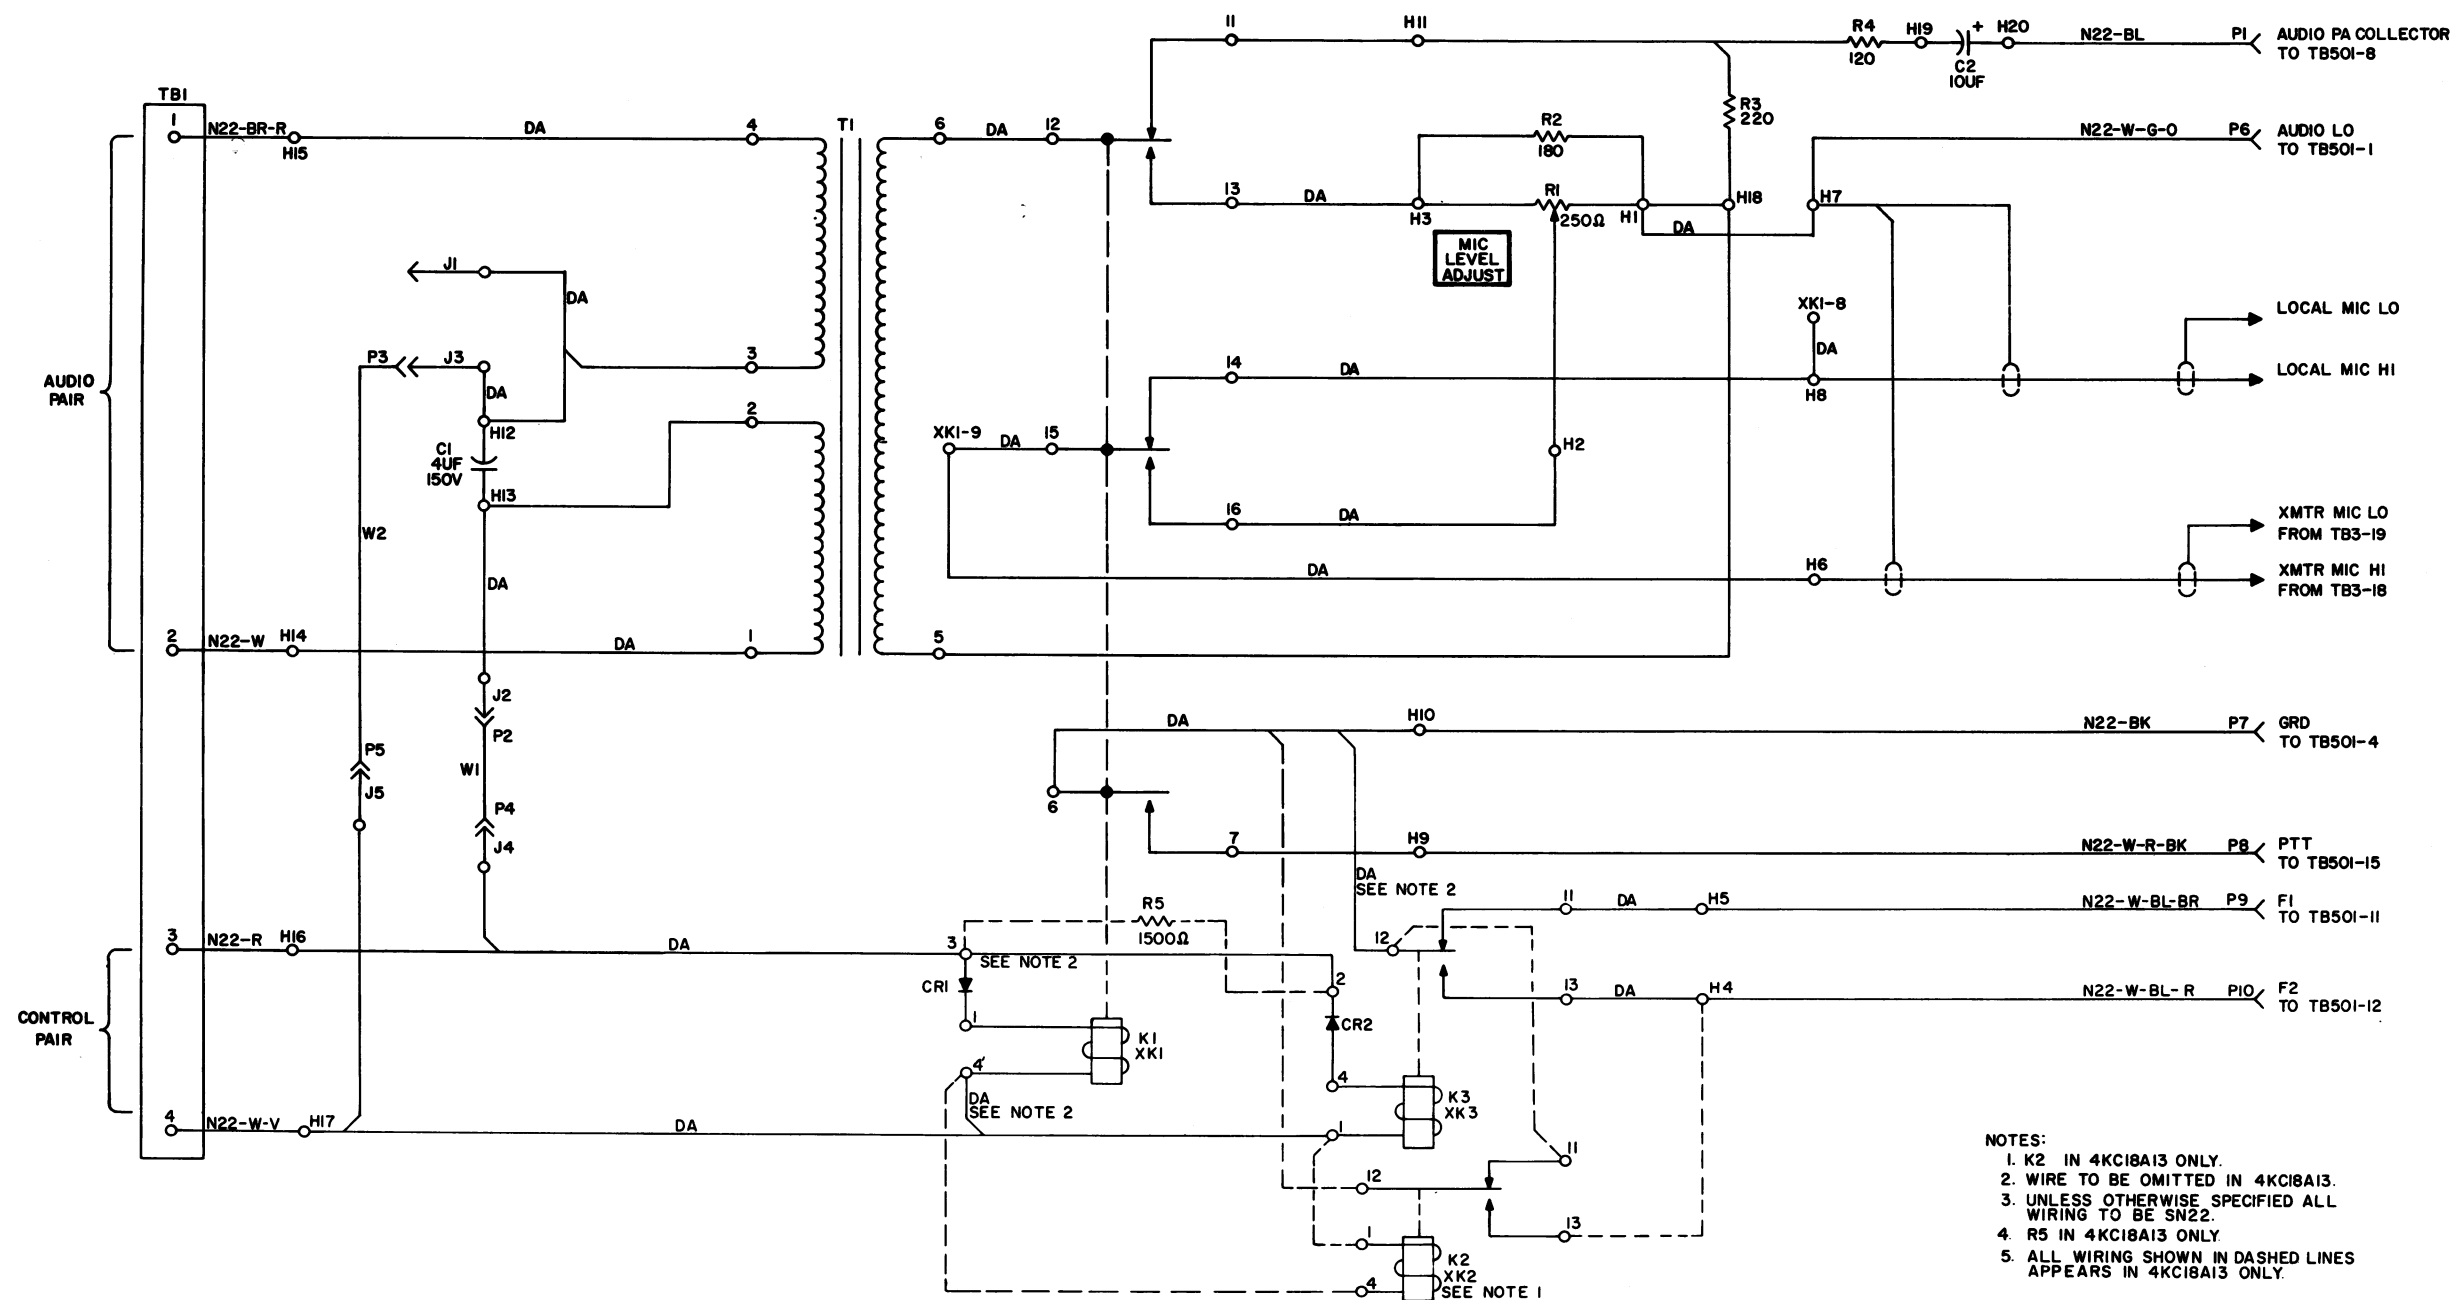 11
H11
R4
120
H19
+
H20
C2
10UF
N22-BL
P1
AUDIO PA COLLECTOR
TO TB501-8
TB1
1
N22-BR-R
H15
DA
4
T1
6
DA
12
R2
180
R3
220
N22-W-G-O
P6
AUDIO LO
TO TB501-1
13
DA
H3
R1
250Ω
H1
H18
DA
H7
MIC
LEVEL
ADJUST
J1
DA
XK1-8
DA
LOCAL MIC LO
P3
J3
DA
3
14
DA
H8
LOCAL MIC HI
AUDIO
PAIR
2
H12
C1
4UF
150V
H13
XK1-9
DA
15
H2
W2
16
DA
XMTR MIC LO
FROM TB3-19
DA
DA
H6
XMTR MIC HI
FROM TB3-18
2
N22-W
H14
DA
1
5
J2
P2
DA
H10
N22-BK
P7
GRD
TO TB501-4
P5
J5
W1
P4
J4
6
7
H9
N22-W-R-BK
P8
PTT
TO TB501-15
DA
SEE NOTE 2
R5
1500Ω
11
DA
H5
N22-W-BL-BR
P9
F1
TO TB501-11
3
N22-R
H16
DA
3
SEE NOTE 2
12
CR1
2
13
DA
H4
N22-W-BL-R
P10
F2
TO TB501-12
CONTROL
PAIR
1
K1
XK1
CR2
4
DA
SEE NOTE 2
4
K3
XK3
4
N22-W-V
H17
DA
1
11
12
13
1
K2
XK2
SEE NOTE 1
4
NOTES:
1. K2 IN 4KC18A13 ONLY.
2. WIRE TO BE OMITTED IN 4KC18A13.
3. UNLESS OTHERWISE SPECIFIED ALL
WIRING TO BE SN22.
4. R5 IN 4KC18A13 ONLY.
5. ALL WIRING SHOWN IN DASHED LINES
APPEARS IN 4KC18A13 ONLY.